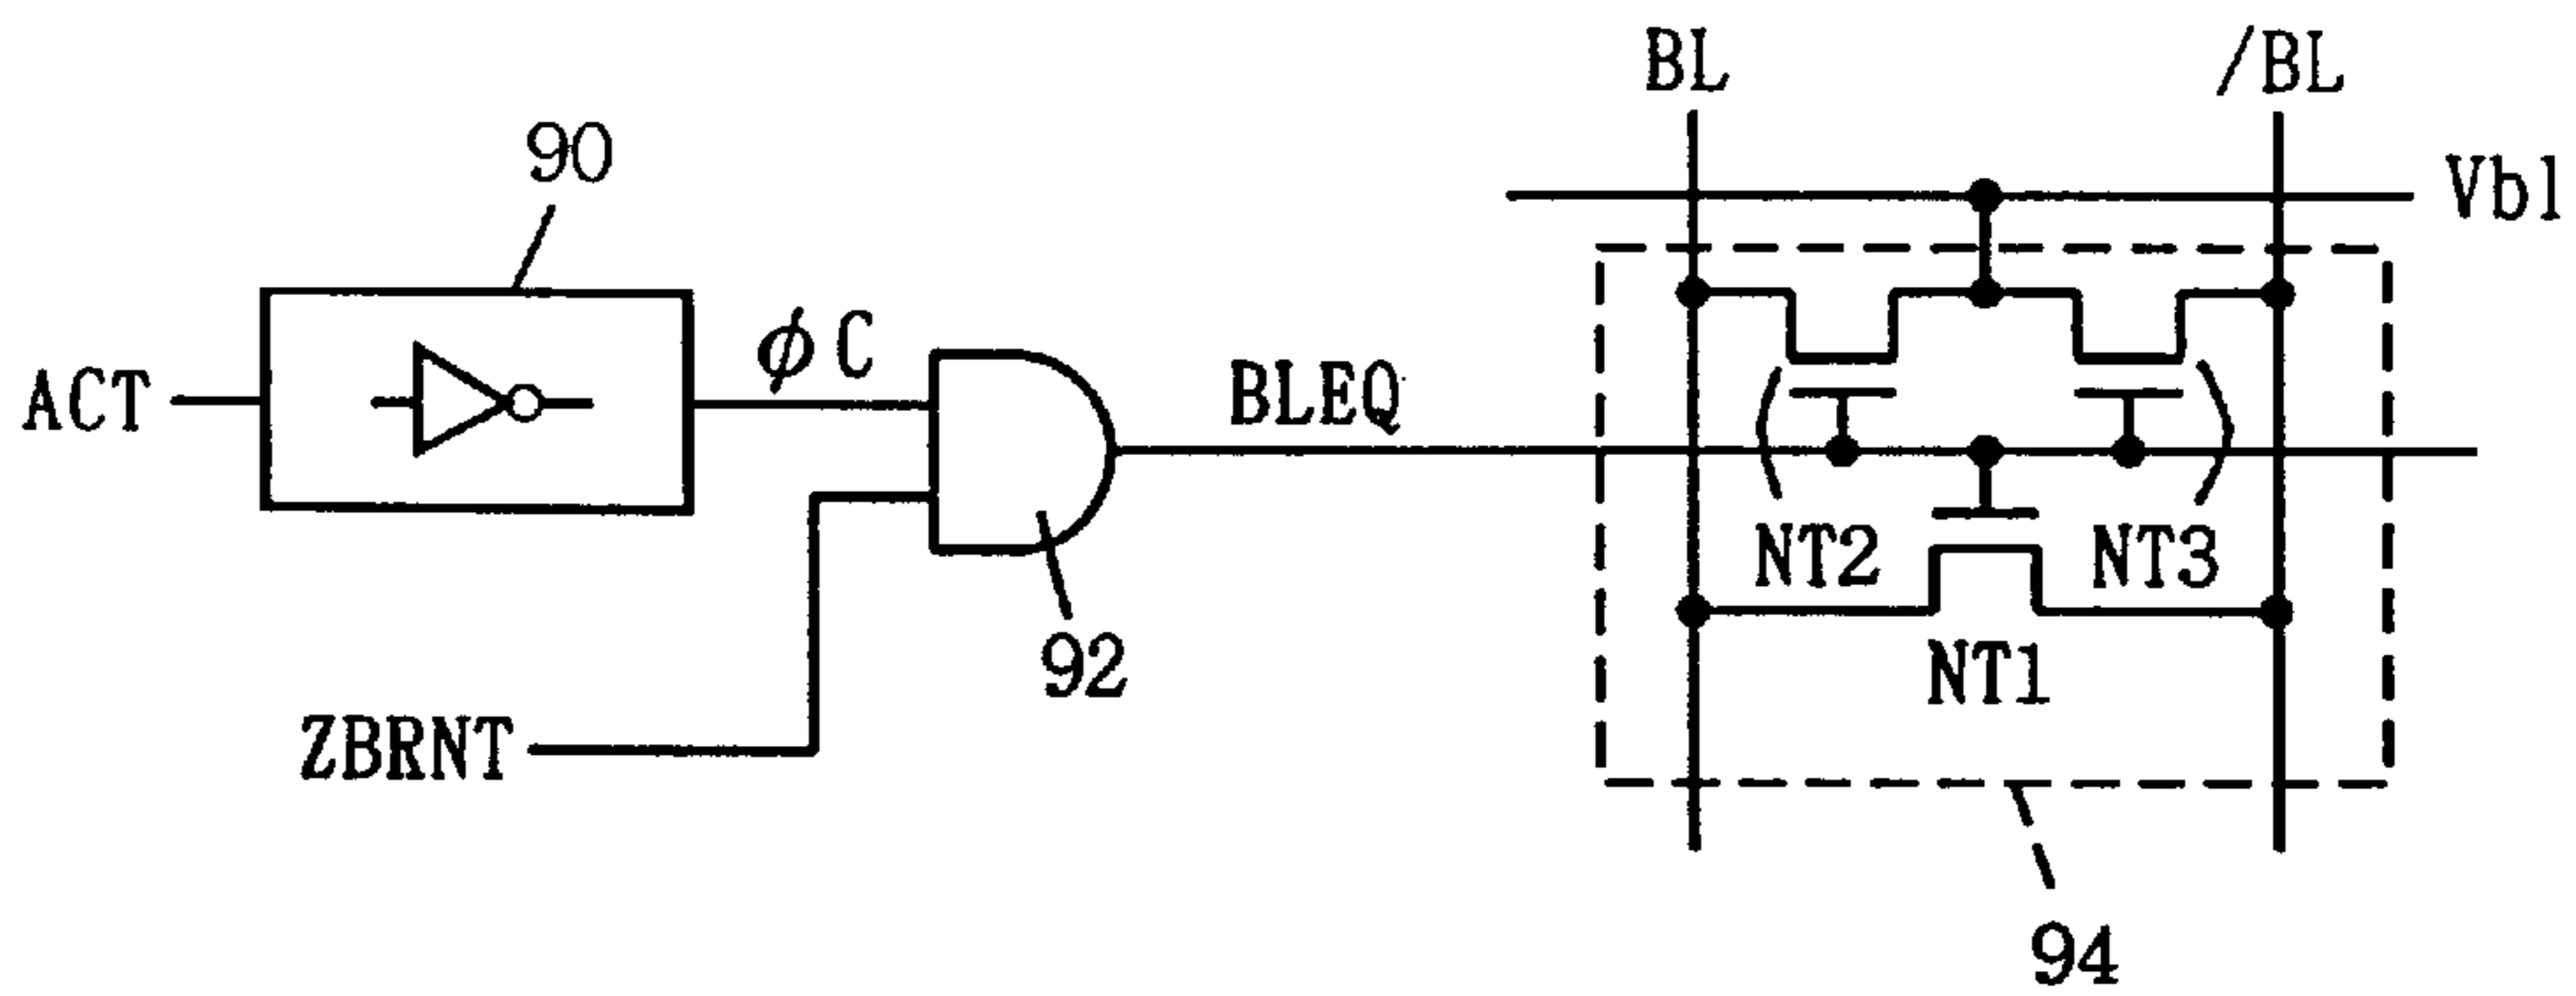 BL
/BL
90
Vbl
φC
ACT
BLEQ
NT2
NT3
92
NT1
ZBRNT
94